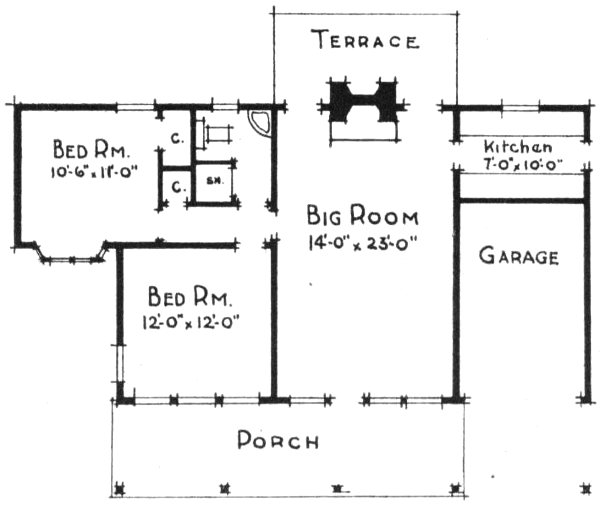 TERRACE
BED RM.
10'-6" x 11'-0"
C.
C.
SH.
Kitchen
7'-0" x 10'-0"
BIG ROOM
14'-0" x 23'-0"
GARAGE
BED RM.
12'-0" x 12'-0"
PORCH